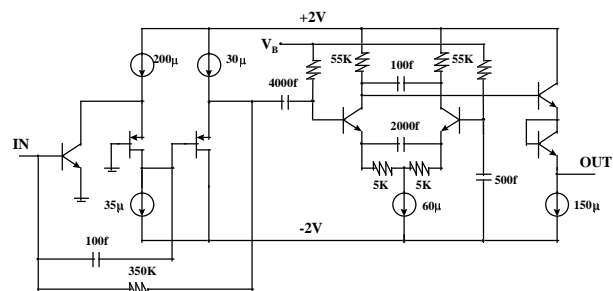 +2V
V_B
200µ
30µ
4000f
55K
100f
55K
IN
2000f
OUT
5K
5K
500f
35µ
60µ
150µ
-2V
100f
350K